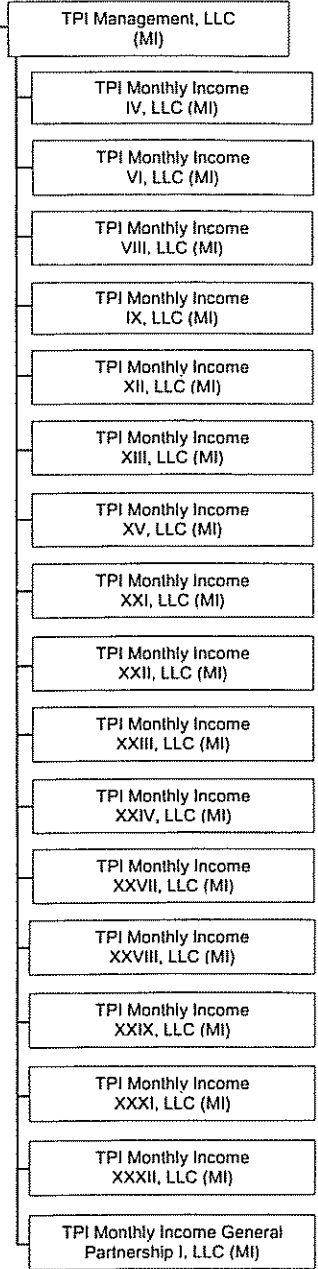 TPI Management, LLC
(MI)
TPI Monthly Income
IV, LLC (MI)
TPI Monthly Income
VI, LLC (MI)
TPI Monthly Income
VIII, LLC (MI)
TPI Monthly Income
IX, LLC (MI)
TPI Monthly Income
XII, LLC (MI)
TPI Monthly Income
XIII, LLC (MI)
TPI Monthly Income
XV, LLC (MI)
TPI Monthly Income
XXI, LLC (MI)
TPI Monthly Income
XXII, LLC (MI)
TPI Monthly Income
XXIII, LLC (MI)
TPI Monthly Income
XXIV, LLC (MI)
TPI Monthly Income
XXVII, LLC (MI)
TPI Monthly Income
XXVIII, LLC (MI)
TPI Monthly Income
XXIX, LLC (MI)
TPI Monthly Income
XXXI, LLC (MI)
TPI Monthly Income
XXXII, LLC (MI)
TPI Monthly Income General
Partnership I, LLC (MI)